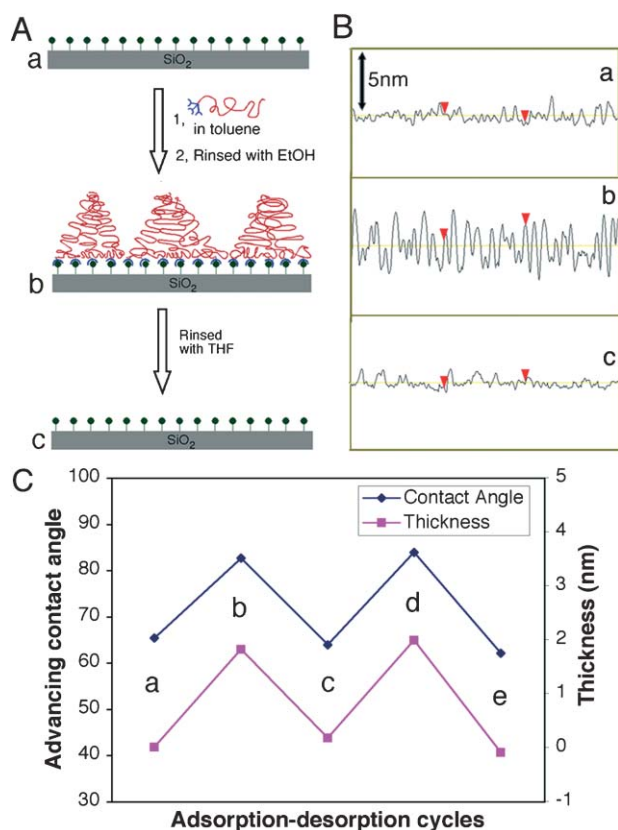 A
a
SiO2
1,
in toluene
2, Rinsed with EtOH
b
SiO2
Rinsed
with THF
c
SiO2
B
5nm
a
b
c
C
100
90
80
70
60
50
40
30
Advancing contact angle
Contact Angle
Thickness
a
b
c
d
e
5
4
3
2
1
0
-1
Thickness (nm)
Adsorption-desorption cycles